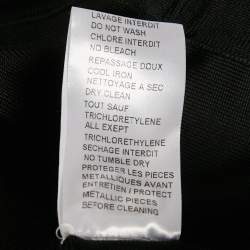 LAVAGE INTERDIT
DO NOT WASH
CHLORE INTERDIT
NO BLEACH
REPASSAGE DOUX
COOL IRON
NETTOYAGE A SEC
DRY CLEAN
TOUT SAUF
TRICHLORETYLENE
ALL EXEPT
TRICHLORETHYLENE
SECHAGE INTERDIT
NO TUMBLE DRY
PROTEGER LES PIECES
METALLIQUES AVANT
ENTRETIEN / PROTECT
METALLIC PIECES
BEFORE CLEANING